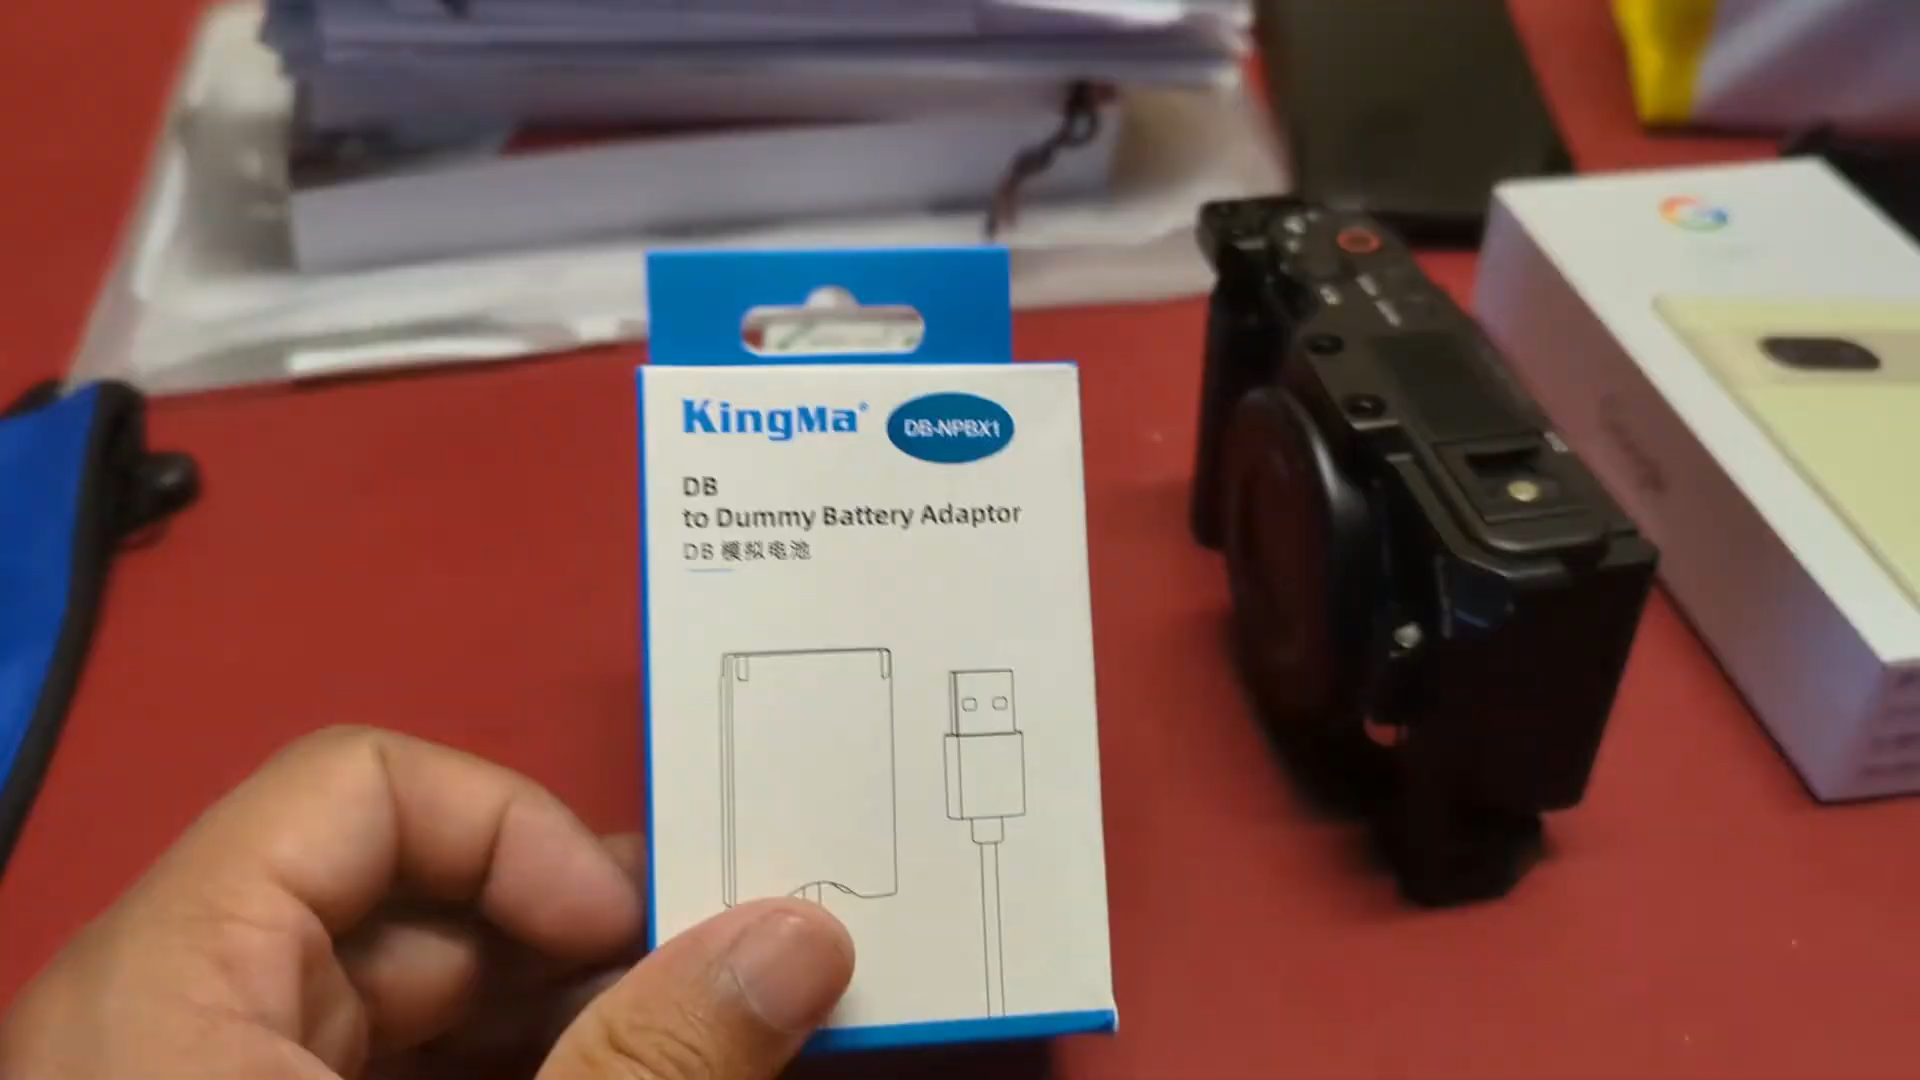 KingMa®
DB-NPBX1
DB
to Dummy Battery Adaptor
DB 模拟电池